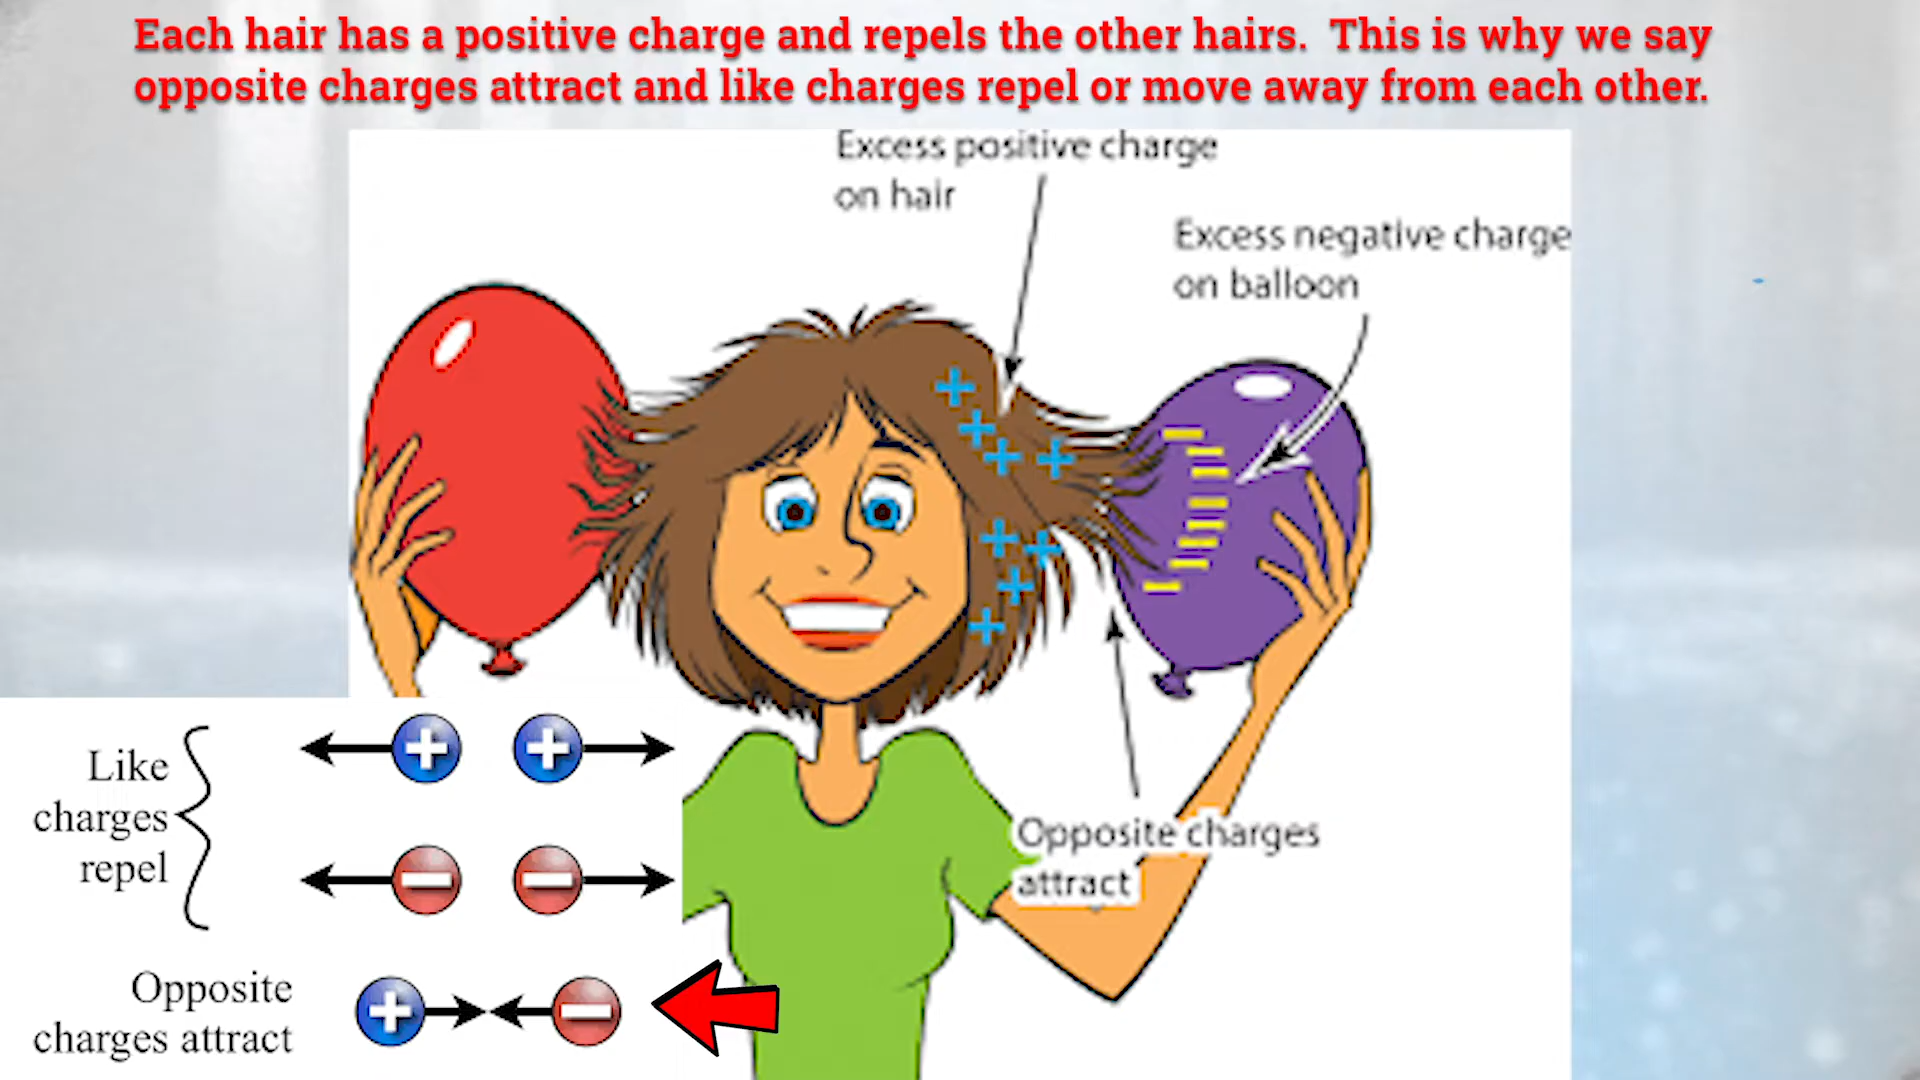 Each hair has a positive charge and repels the other hairs. This is why we say
opposite charges attract and like charges repel or move away from each other.
Excess positive charge
on hair
Excess negative charge
on balloon
Opposite charges
attract
Like
charges
repel
Opposite
charges attract